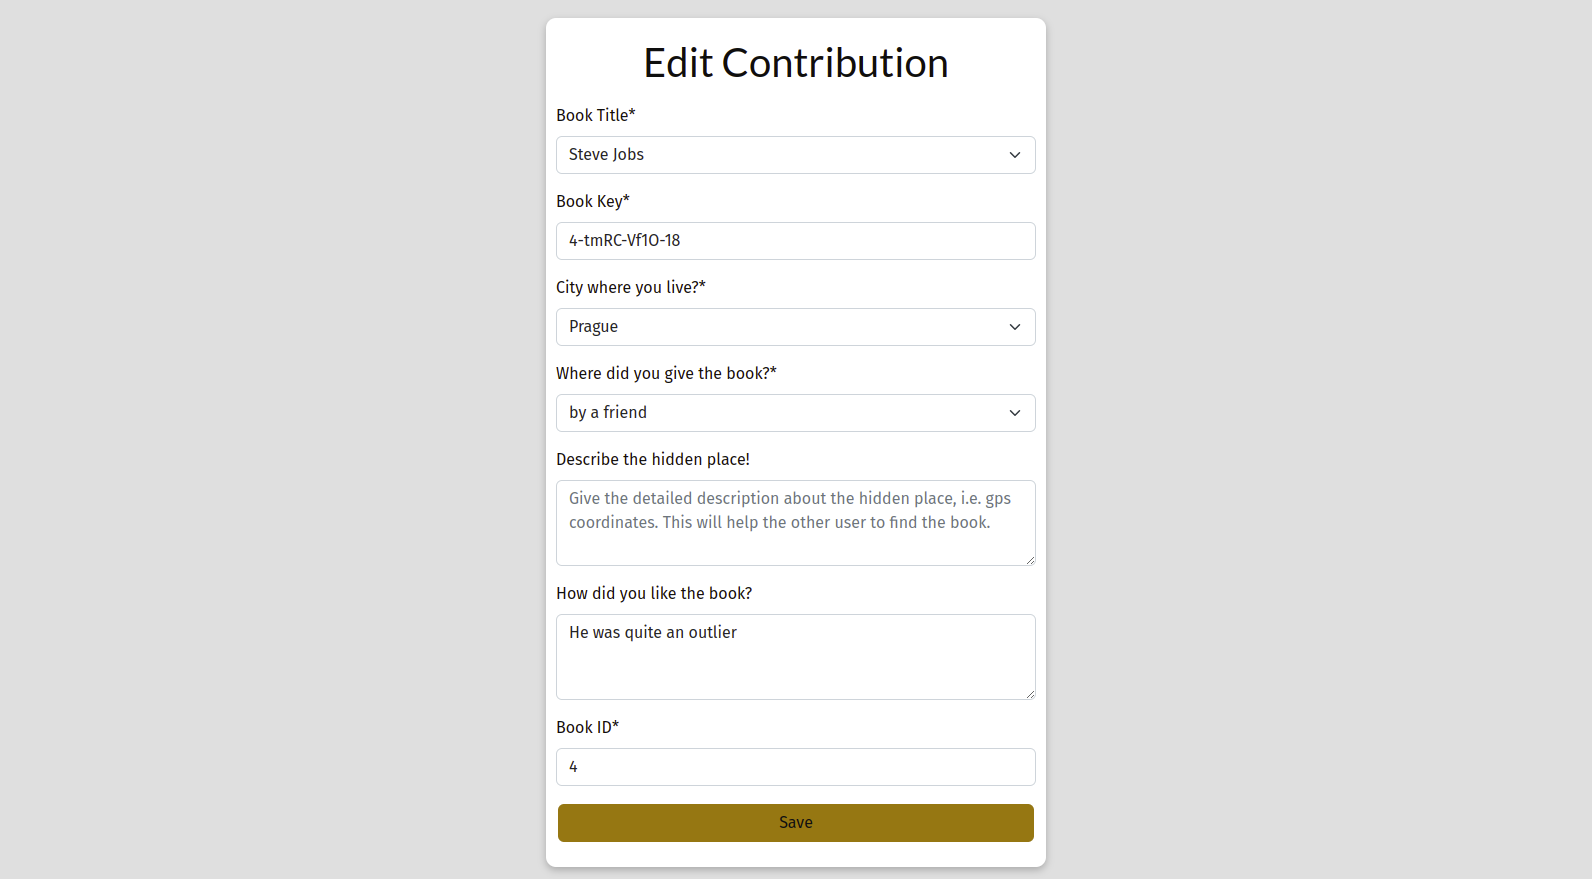 Edit Contribution
Book Title*
Steve Jobs
Book Key*
4-tmRC-Vf1O-18
City where you live?*
Prague
Where did you give the book?*
by a friend
Describe the hidden place!
Give the detailed description about the hidden place, i.e. gps
coordinates. This will help the other user to find the book.
How did you like the book?
He was quite an outlier
Book ID*
4
Save